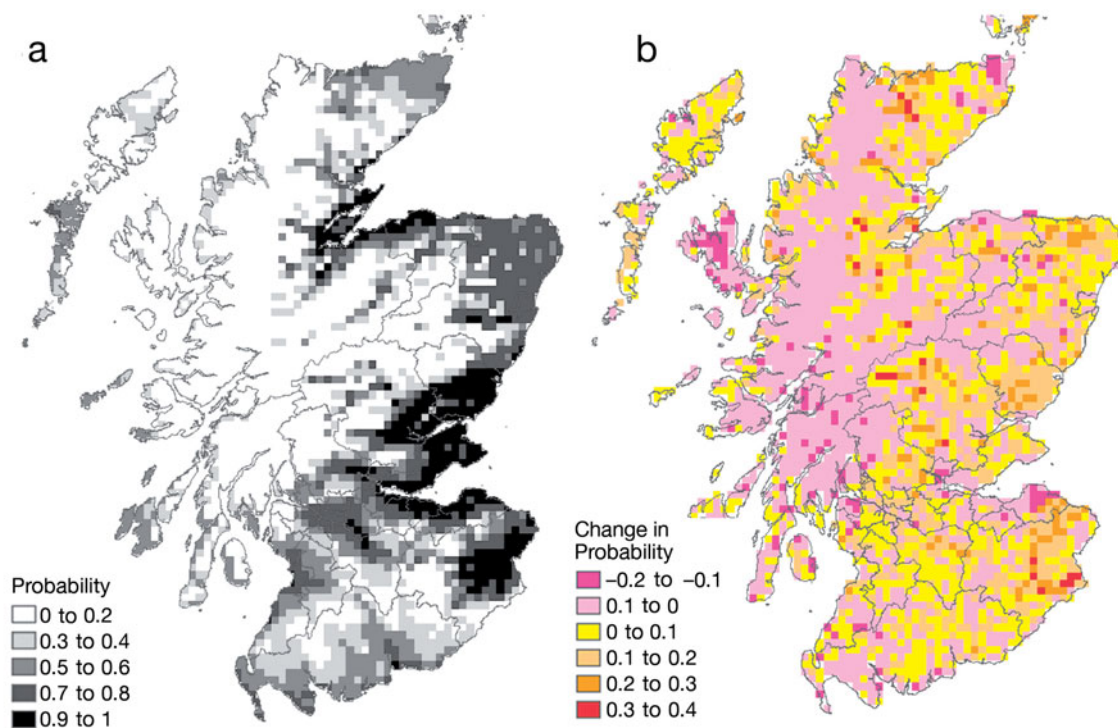 a
Probability
0 to 0.2
0.3 to 0.4
0.5 to 0.6
0.7 to 0.8
0.9 to 1
b
Change in
Probability
−0.2 to −0.1
0.1 to 0
0 to 0.1
0.1 to 0.2
0.2 to 0.3
0.3 to 0.4